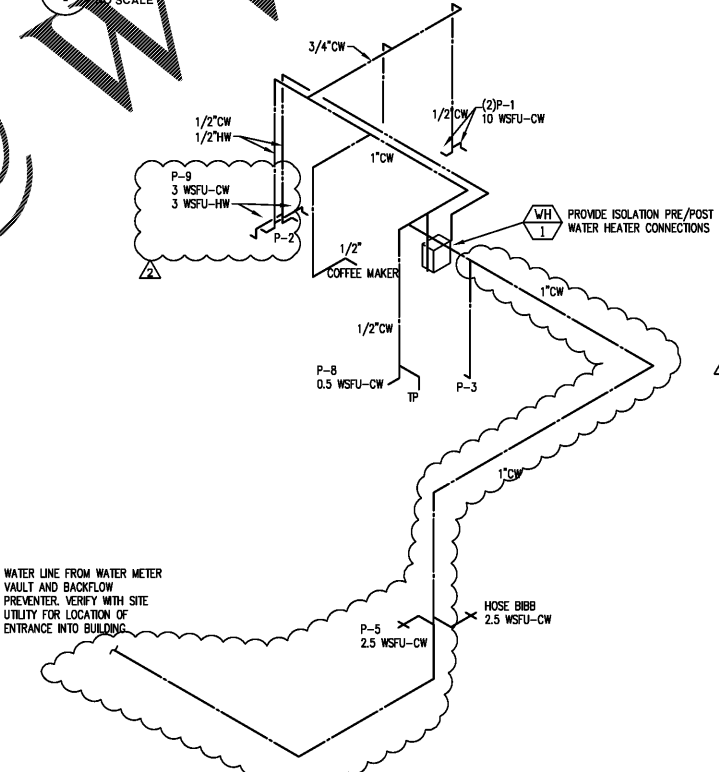 NO SCALE
3/4"CW
1/2"CW
(2)P-1
10 WSFU-CW
1/2"CW
1/2"HW
1"CW
P-9
3 WSFU-CW
3 WSFU-HW
P-2
2
WH
1
PROVIDE ISOLATION PRE/POST
WATER HEATER CONNECTIONS
1/2"
COFFEE MAKER
1"CW
1/2"CW
P-8
0.5 WSFU-CW
TP
P-3
1"CW
WATER LINE FROM WATER METER
VAULT AND BACKFLOW
PREVENTER. VERIFY WITH SITE
UTILITY FOR LOCATION OF
ENTRANCE INTO BUILDING
HOSE BIBB
2.5 WSFU-CW
P-5
2.5 WSFU-CW